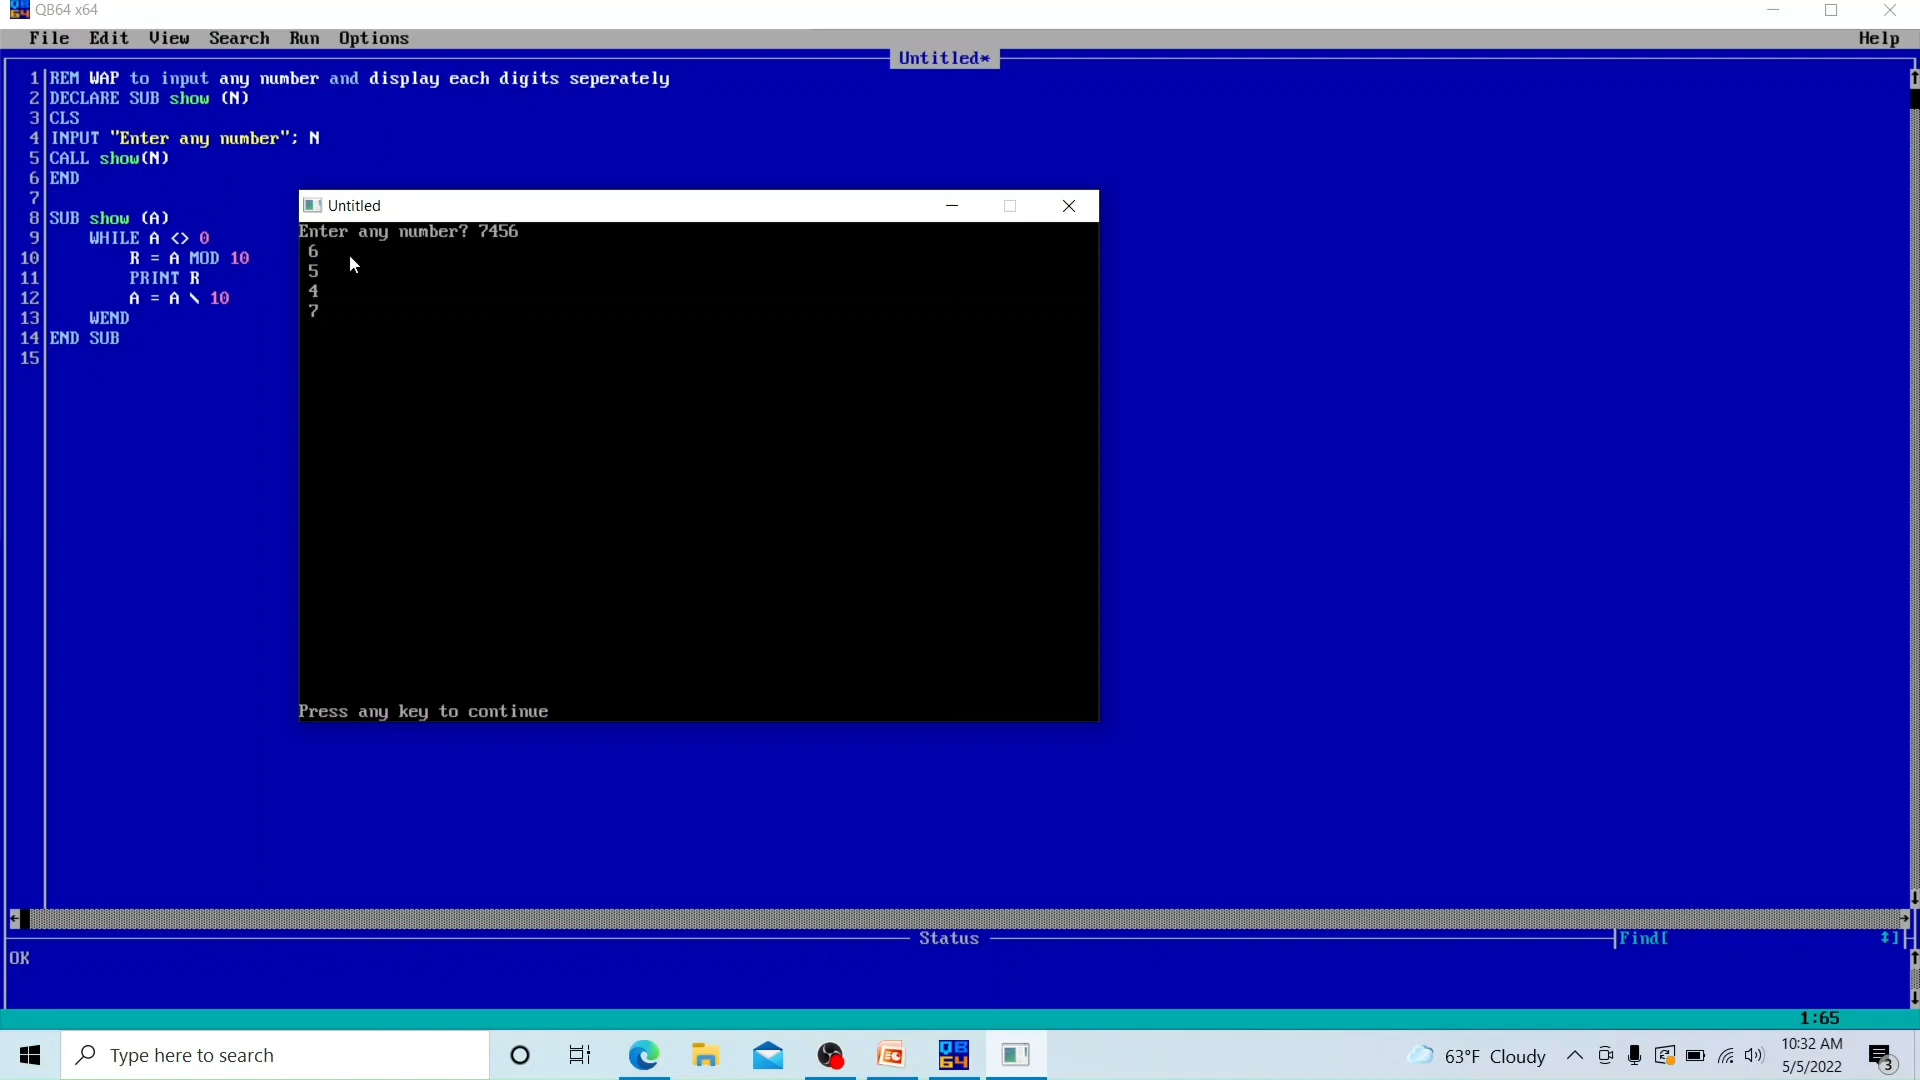 QB64 x64
File Edit View Search Run Options Help
Untitled*
1 REM WAP to input any number and display each digits seperately
2 DECLARE SUB show (N)
3 CLS
4 INPUT "Enter any number"; N
5 CALL show(N)
6 END
7
8 SUB show (A)
9 WHILE A <> 0
10 R = A MOD 10
11 PRINT R
12 A = A \ 10
13 WEND
14 END SUB
15
Untitled
Enter any number? 7456
6
5
4
7
Press any key to continue
Status
Find[ ]
OK
1:65
Type here to search
63°F Cloudy
10:32 AM
5/5/2022
3